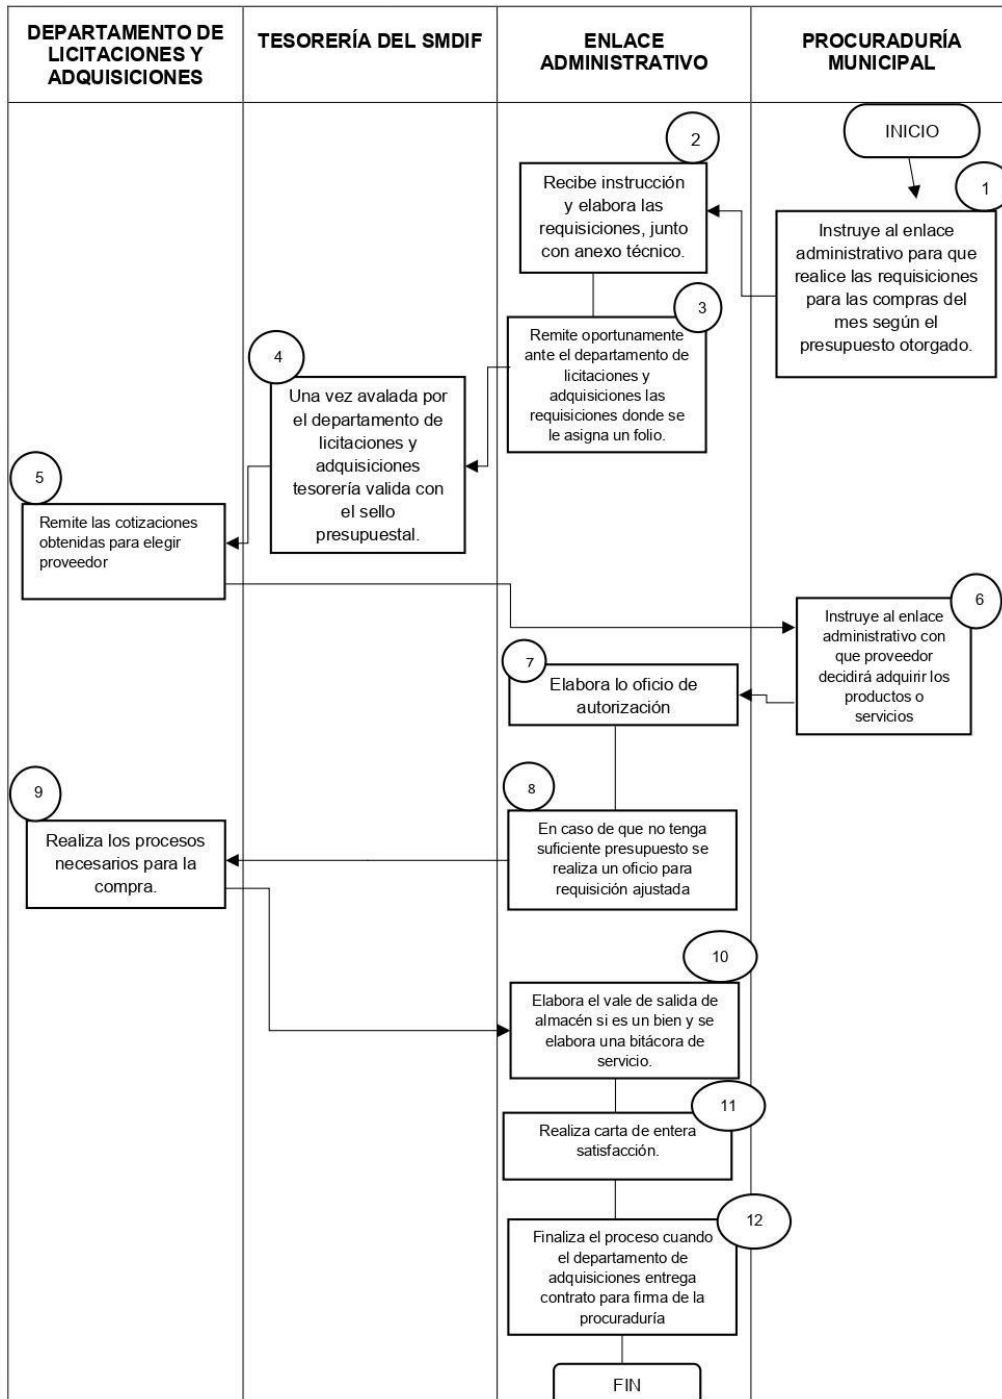 DEPARTAMENTO DE
LICITACIONES Y
ADQUISICIONES
TESORERÍA DEL SMDIF
ENLACE
ADMINISTRATIVO
PROCURADURÍA
MUNICIPAL
INICIO
1
Instruye al enlace
administrativo para que
realice las requisiciones
para las compras del
mes según el
presupuesto otorgado.
2
Recibe instrucción
y elabora las
requisiciones, junto
con anexo técnico.
3
Remite oportunamente
ante el departamento de
licitaciones y
adquisiciones las
requisiciones donde se
le asigna un folio.
4
Una vez avalada por
el departamento de
licitaciones y
adquisiciones
tesorería valida con
el sello
presupuestal.
5
Remite las cotizaciones
obtenidas para elegir
proveedor
6
Instruye al enlace
administrativo con
que proveedor
decidirá adquirir los
productos o
servicios
7
Elabora lo oficio de
autorización
8
En caso de que no tenga
suficiente presupuesto se
realiza un oficio para
requisición ajustada
9
Realiza los procesos
necesarios para la
compra.
10
Elabora el vale de salida de
almacén si es un bien y se
elabora una bitácora de
servicio.
11
Realiza carta de entera
satisfacción.
12
Finaliza el proceso cuando
el departamento de
adquisiciones entrega
contrato para firma de la
procuraduría
FIN